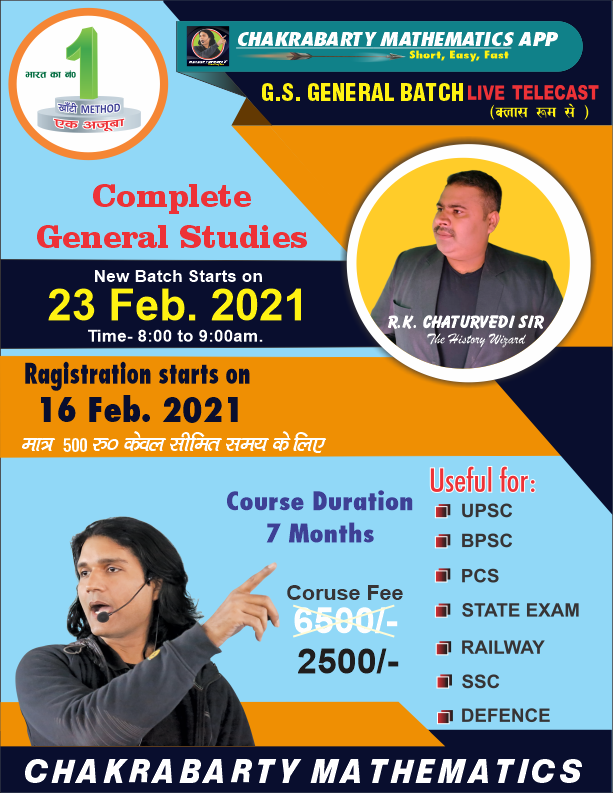 भारत का नं०
1
खाँटी METHOD
एक अजूबा
CHAKRABARTY MATHEMATICS APP
Short, Easy, Fast
G.S. GENERAL BATCH LIVE TELECAST
(क्लास रूम से )
Complete
General Studies
New Batch Starts on
23 Feb. 2021
Time- 8:00 to 9:00am.
R.K. CHATURVEDI SIR
The History Wizard
Ragistration starts on
16 Feb. 2021
मात्र 500 रु० केवल सीमित समय के लिए
Course Duration
7 Months
Coruse Fee
6500/-
2500/-
Useful for:
UPSC
BPSC
PCS
STATE EXAM
RAILWAY
SSC
DEFENCE
CHAKRABARTY MATHEMATICS